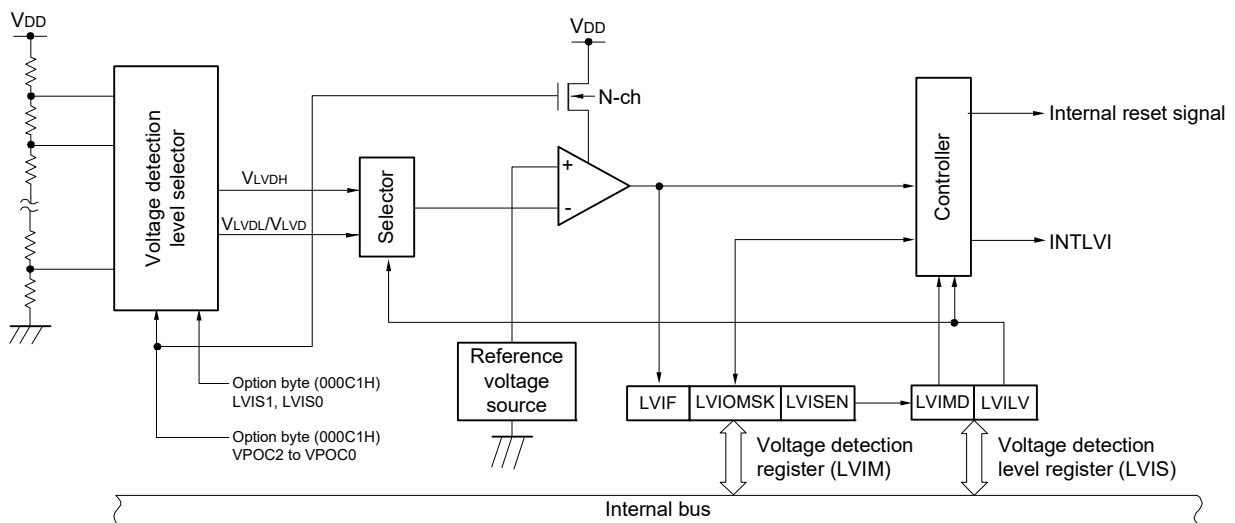 VDD
VDD
N-ch
Voltage detection
level selector
VLVDH
VLVDL/VLVD
Selector
+
-
Controller
Internal reset signal
INTLVI
Option byte (000C1H)
LVIS1, LVIS0
Option byte (000C1H)
VPOC2 to VPOC0
Reference
voltage
source
LVIF
LVIOMSK
LVISEN
LVIMD
LVILV
Voltage detection
register (LVIM)
Voltage detection
level register (LVIS)
Internal bus